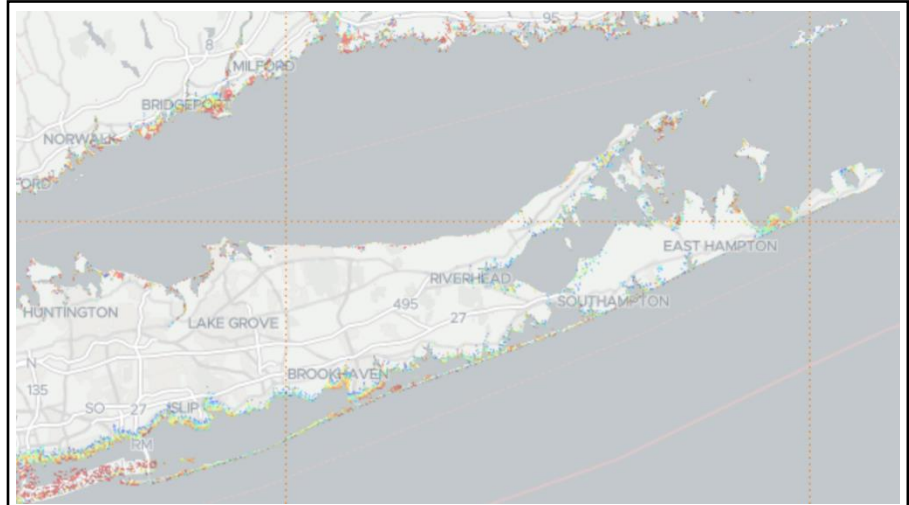 95
8
MILFORD
BRIDGEPOR
NORWALK
FORD
EAST HAMPTON
RIVERHEAD
SOUTHAMPTON
HUNTINGTON
495
LAKE GROVE
27
N
BROOKHAVEN
135
SO
27
ISLIP
RM